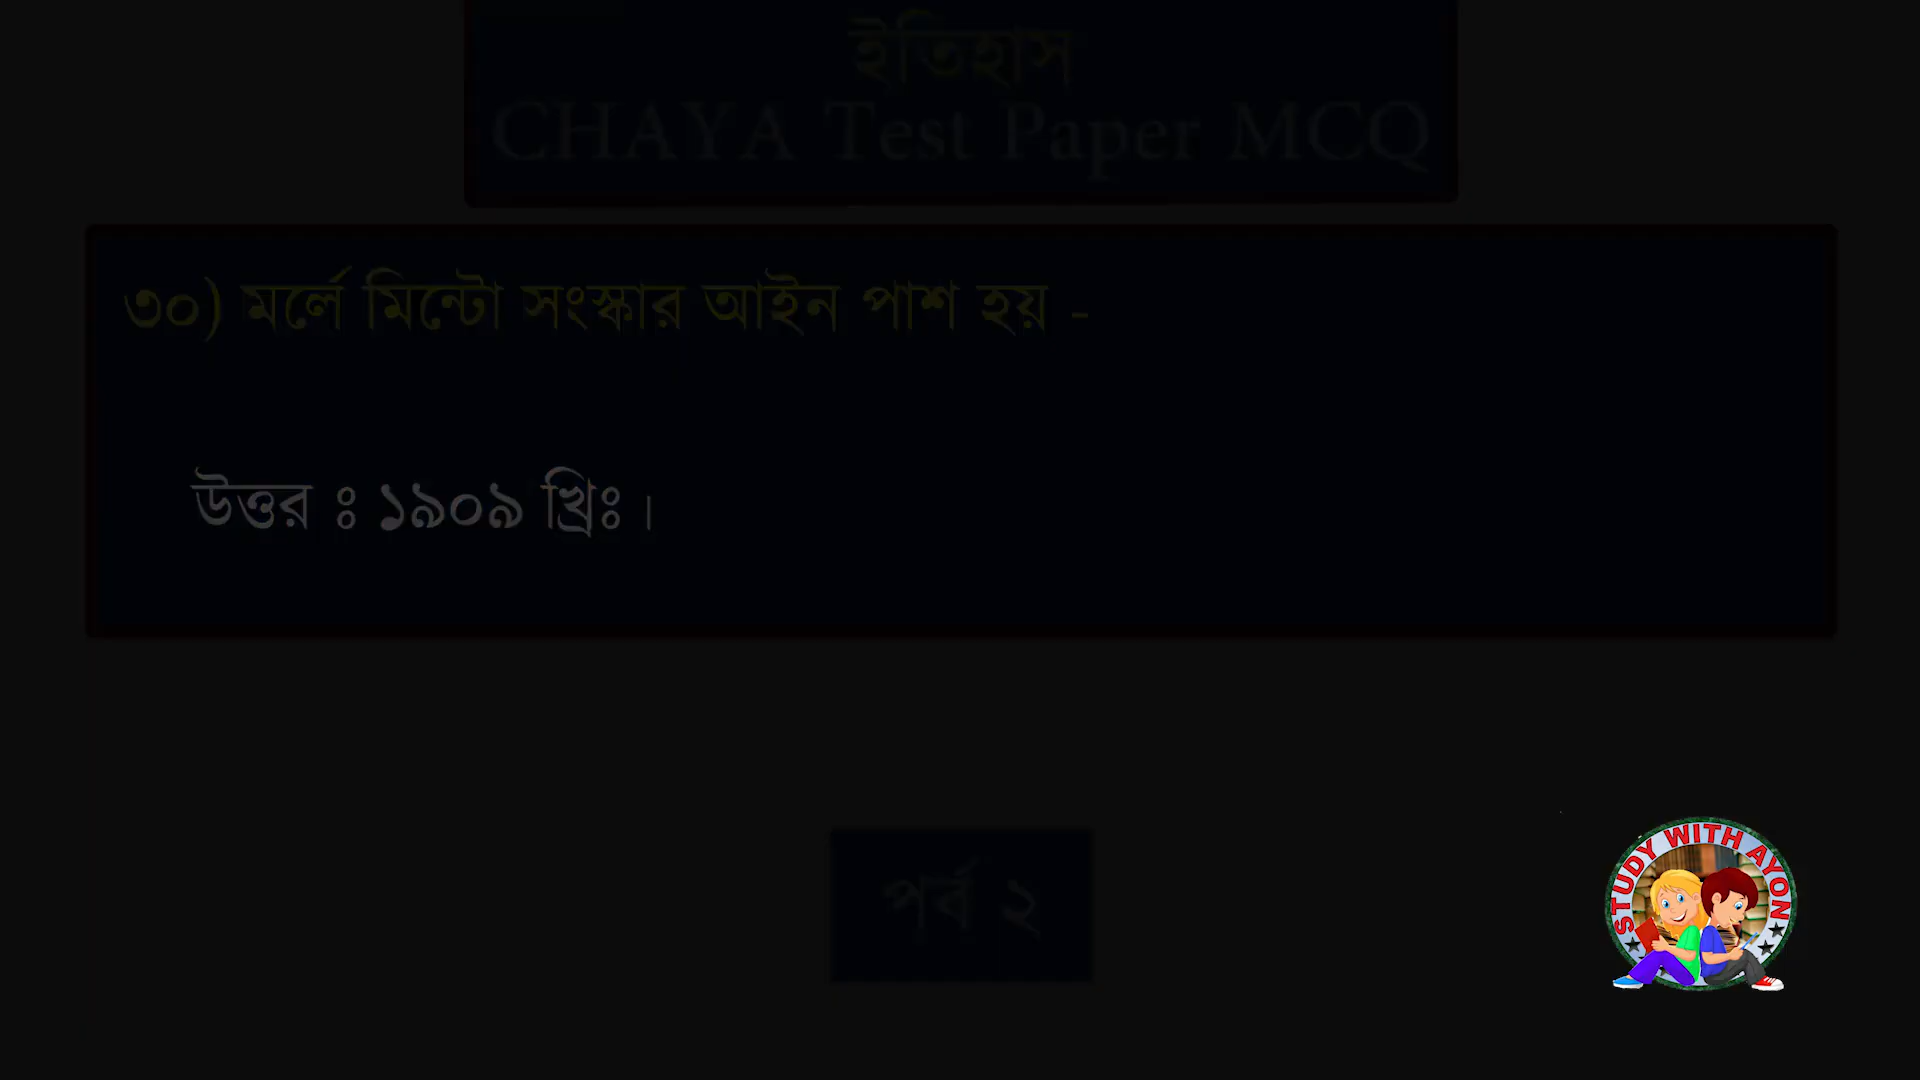 ইতিহাস
CHAYA Test Paper MCQ
৩০) মর্লে মিন্টো সংস্কার আইন পাশ হয় -
উত্তর ঃ ১৯০৯ খ্রিঃ।
পর্ব ২
STUDY WITH AYON